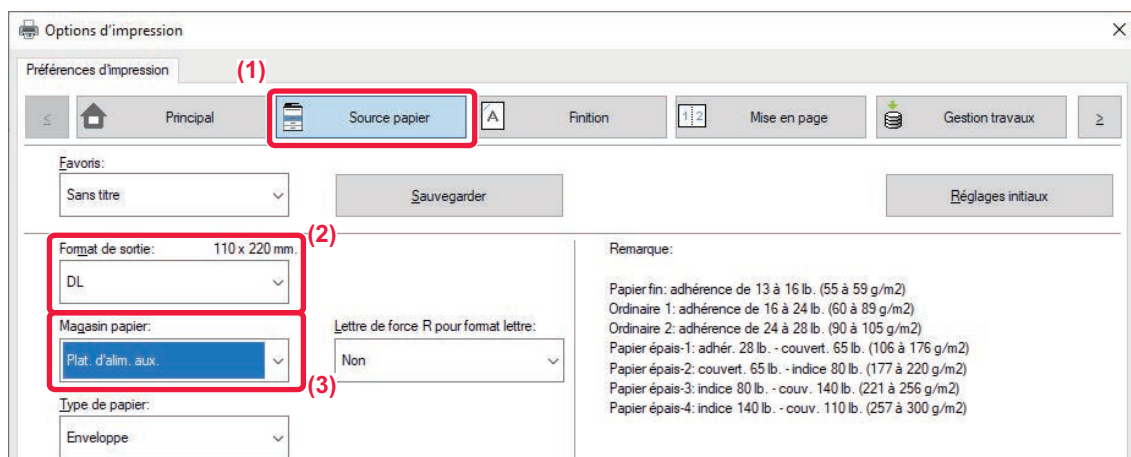 Options d'impression
Préférences d'impression
(1)
<
Principal
Source papier
A
Finition
1 2
Mise en page
Gestion travaux
>
Favoris:
Sans titre
Sauvegarder
Réglages initiaux
(2)
Format de sortie: 110 x 220 mm.
DL
Magasin papier:
Plat. d'alim. aux.
(3)
Lettre de force R pour format lettre:
Non
Type de papier:
Enveloppe
Remarque:
Papier fin: adhérence de 13 à 16 lb. (55 à 59 g/m2)
Ordinaire 1: adhérence de 16 à 24 lb. (60 à 89 g/m2)
Ordinaire 2: adhérence de 24 à 28 lb. (90 à 105 g/m2)
Papier épais-1: adhér. 28 lb. - couvert. 65 lb. (106 à 176 g/m2)
Papier épais-2: couvert. 65 lb. - indice 80 lb. (177 à 220 g/m2)
Papier épais-3: indice 80 lb. - couv. 140 lb. (221 à 256 g/m2)
Papier épais-4: indice 140 lb. - couv. 110 lb. (257 à 300 g/m2)